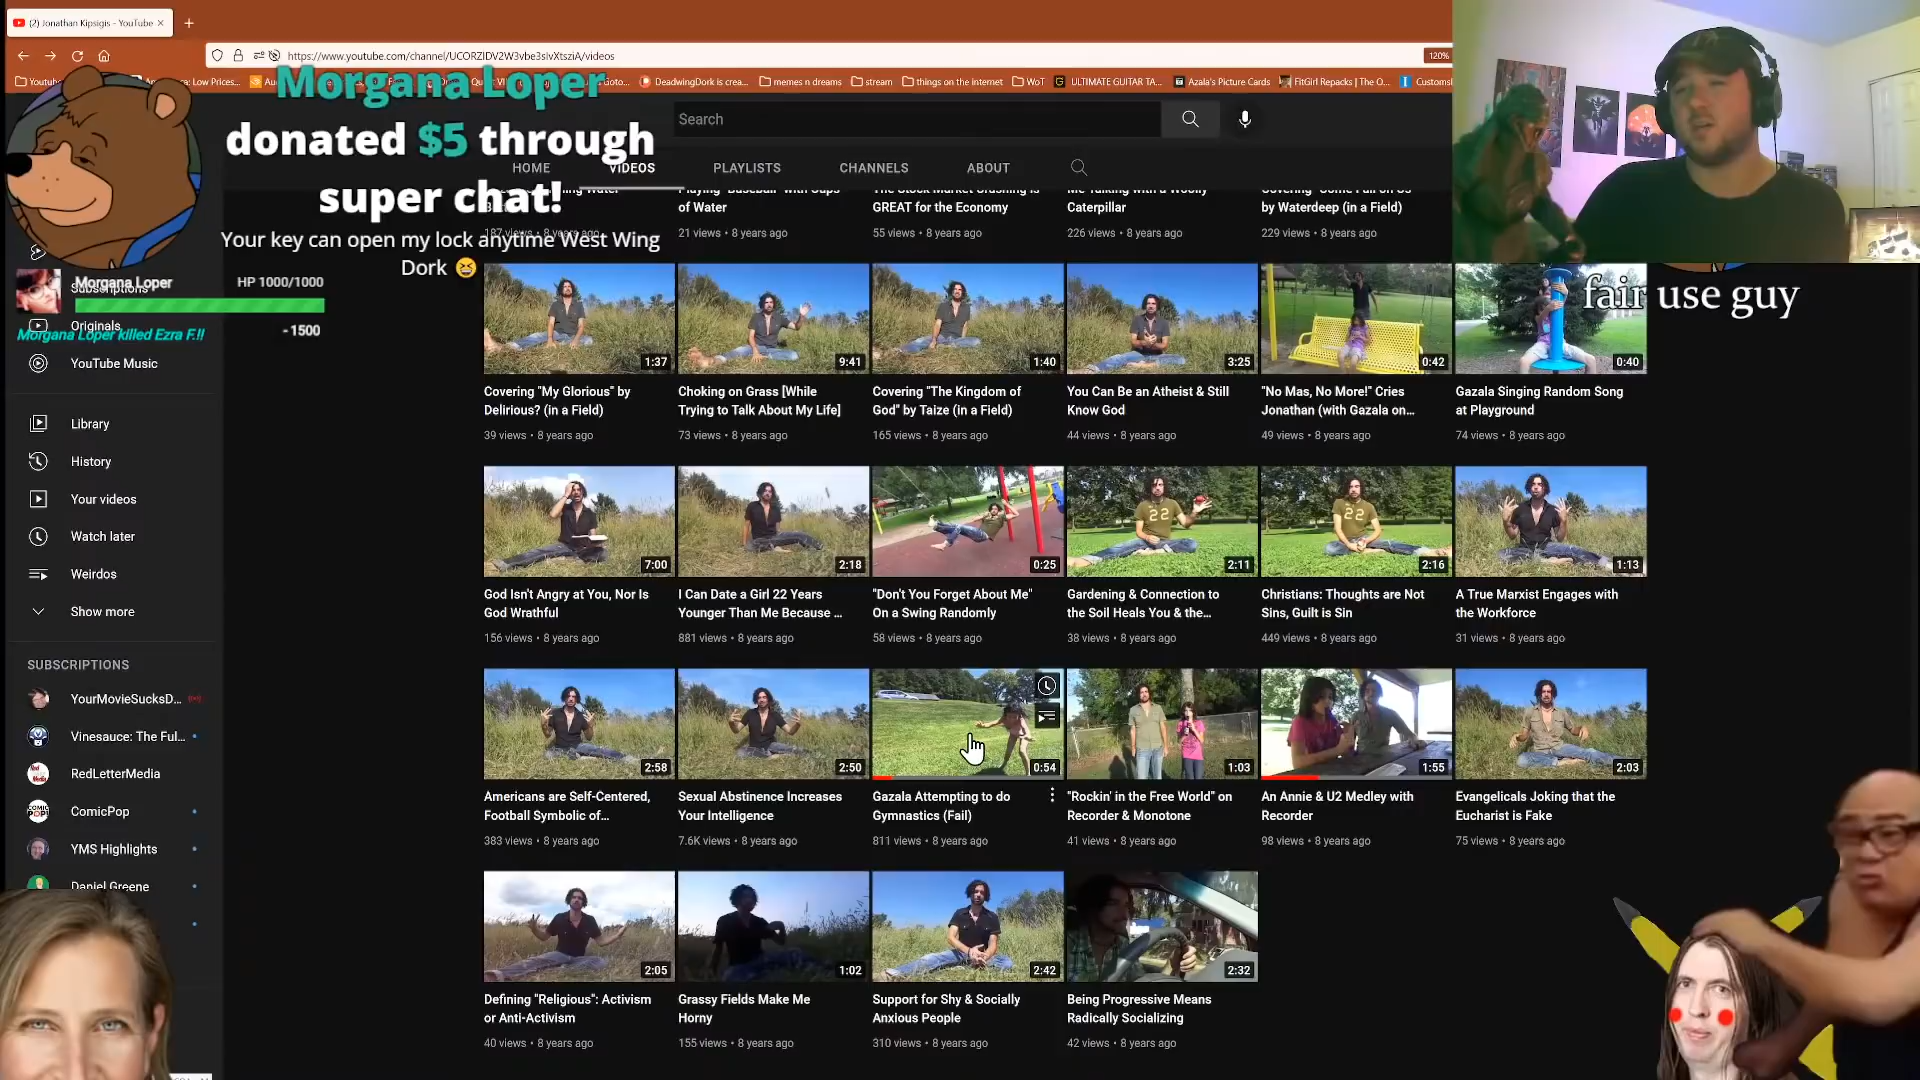 (2) Jonathan Kipsigis - YouTube
https://www.youtube.com/channel/UCORZIDV2W3vbe3slvXtsziA/videos
120%
DeadwingDork is crea...
memes n dreams
stream
things on the internet
WoT
ULTIMATE GUITAR TA...
Azala's Picture Cards
FitGirl Repacks | The O...
Morgana Loper
donated $5 through
super chat!
Your key can open my lock anytime West Wing
Dork
Morgana Loper
HP 1000/1000
- 1500
Morgana Loper killed Ezra F.!!
Search
HOME
VIDEOS
PLAYLISTS
CHANNELS
ABOUT
187 views • 8 years ago
Playing "Baseball" with Cups
of Water
21 views • 8 years ago
The Stock Market Crashing is
GREAT for the Economy
55 views • 8 years ago
Me Talking with a Woolly
Caterpillar
226 views • 8 years ago
by Waterdeep (in a Field)
229 views • 8 years ago
fair use guy
Subscriptions
Originals
YouTube Music
Library
History
Your videos
Watch later
Weirdos
Show more
SUBSCRIPTIONS
YourMovieSucksD...
Vinesauce: The Ful...
RedLetterMedia
ComicPop
YMS Highlights
Daniel Greene
1:37
Covering "My Glorious" by
Delirious? (in a Field)
39 views • 8 years ago
9:41
Choking on Grass [While
Trying to Talk About My Life]
73 views • 8 years ago
1:40
Covering "The Kingdom of
God" by Taize (in a Field)
165 views • 8 years ago
3:25
You Can Be an Atheist & Still
Know God
44 views • 8 years ago
0:42
"No Mas, No More!" Cries
Jonathan (with Gazala on...
49 views • 8 years ago
0:40
Gazala Singing Random Song
at Playground
74 views • 8 years ago
7:00
God Isn't Angry at You, Nor Is
God Wrathful
156 views • 8 years ago
2:18
I Can Date a Girl 22 Years
Younger Than Me Because ...
881 views • 8 years ago
0:25
"Don't You Forget About Me"
On a Swing Randomly
58 views • 8 years ago
22
2:11
Gardening & Connection to
the Soil Heals You & the...
38 views • 8 years ago
22
2:16
Christians: Thoughts are Not
Sins, Guilt is Sin
449 views • 8 years ago
1:13
A True Marxist Engages with
the Workforce
31 views • 8 years ago
2:58
Americans are Self-Centered,
Football Symbolic of...
383 views • 8 years ago
2:50
Sexual Abstinence Increases
Your Intelligence
7.6K views • 8 years ago
0:54
Gazala Attempting to do
Gymnastics (Fail)
811 views • 8 years ago
1:03
"Rockin' in the Free World" on
Recorder & Monotone
41 views • 8 years ago
1:55
An Annie & U2 Medley with
Recorder
98 views • 8 years ago
2:03
Evangelicals Joking that the
Eucharist is Fake
75 views • 8 years ago
2:05
Defining "Religious": Activism
or Anti-Activism
40 views • 8 years ago
1:02
Grassy Fields Make Me
Horny
155 views • 8 years ago
2:42
Support for Shy & Socially
Anxious People
310 views • 8 years ago
2:32
Being Progressive Means
Radically Socializing
42 views • 8 years ago